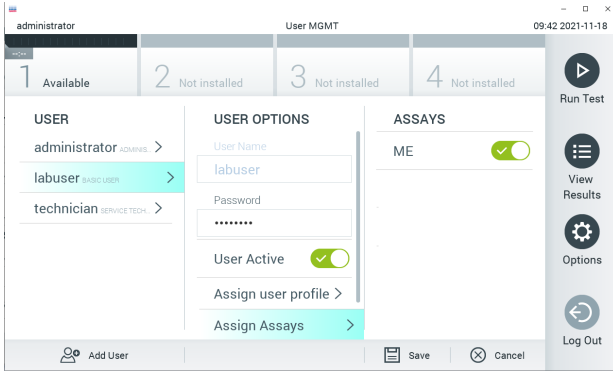 administrator User MGMT 09:42 2021-11-18
--:--
1 Available 2 Not installed 3 Not installed 4 Not installed
Run Test
USER USER OPTIONS ASSAYS
administrator ADMINIS.
User Name
ME
labuser
labuser BASIC USER
View
Results
technician SERVICE TECH...
Password
••••••••
User Active
Options
Assign user profile
Assign Assays
Log Out
Add User Save Cancel